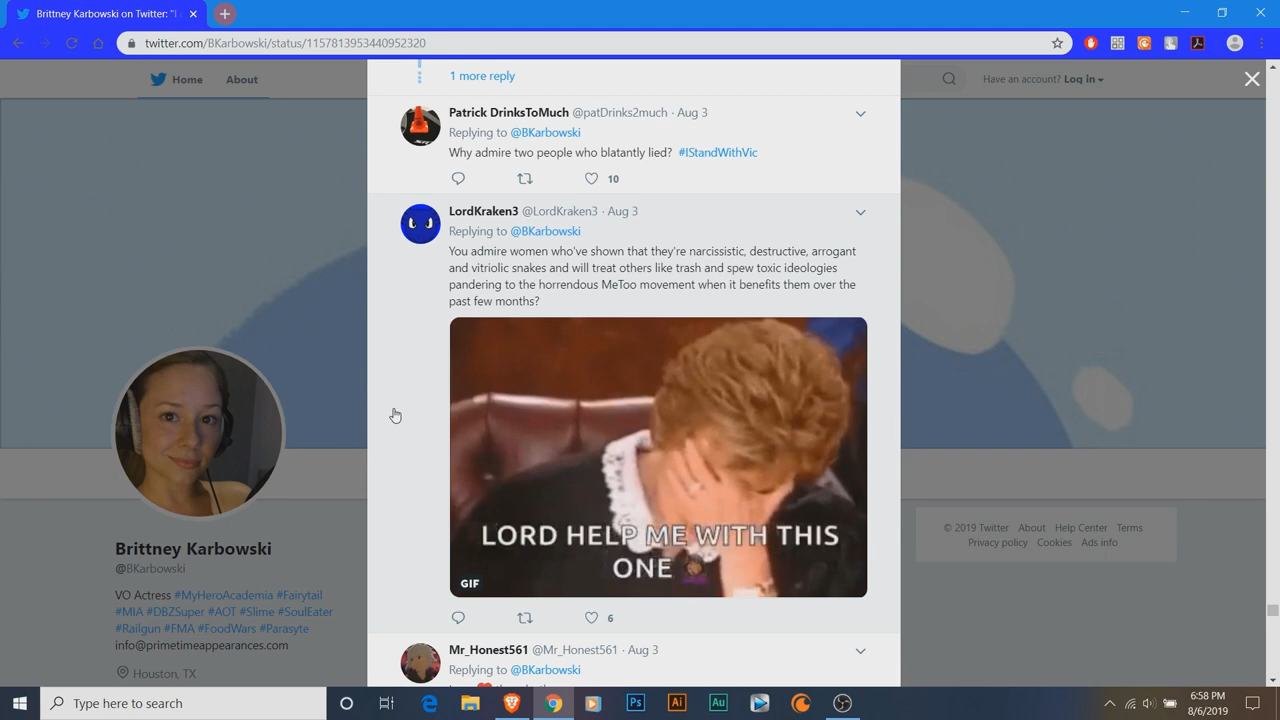 Brittney Karbowski on Twitter: "I
twitter.com/BKarbowski/status/1157813953440952320
Home About
Have an account? Log in
1 more reply
Patrick DrinksToMuch @patDrinks2much · Aug 3
Replying to @BKarbowski
Why admire two people who blatantly lied? #IStandWithVic
10
LordKraken3 @LordKraken3 · Aug 3
Replying to @BKarbowski
You admire women who've shown that they're narcissistic, destructive, arrogant
and vitriolic snakes and will treat others like trash and spew toxic ideologies
pandering to the horrendous MeToo movement when it benefits them over the
past few months?
LORD HELP ME WITH THIS
ONE
GIF
6
Mr_Honest561 @Mr_Honest561 · Aug 3
Replying to @BKarbowski
Brittney Karbowski
@BKarbowski
VO Actress #MyHeroAcademia #Fairytail
#MIA #DBZSuper #AOT #Slime #SoulEater
#Railgun #FMA #FoodWars #Parasyte
info@primetimeappearances.com
Houston, TX
© 2019 Twitter About Help Center Terms
Privacy policy Cookies Ads info
Type here to search
Ps
Ai
Au
6:58 PM
8/6/2019